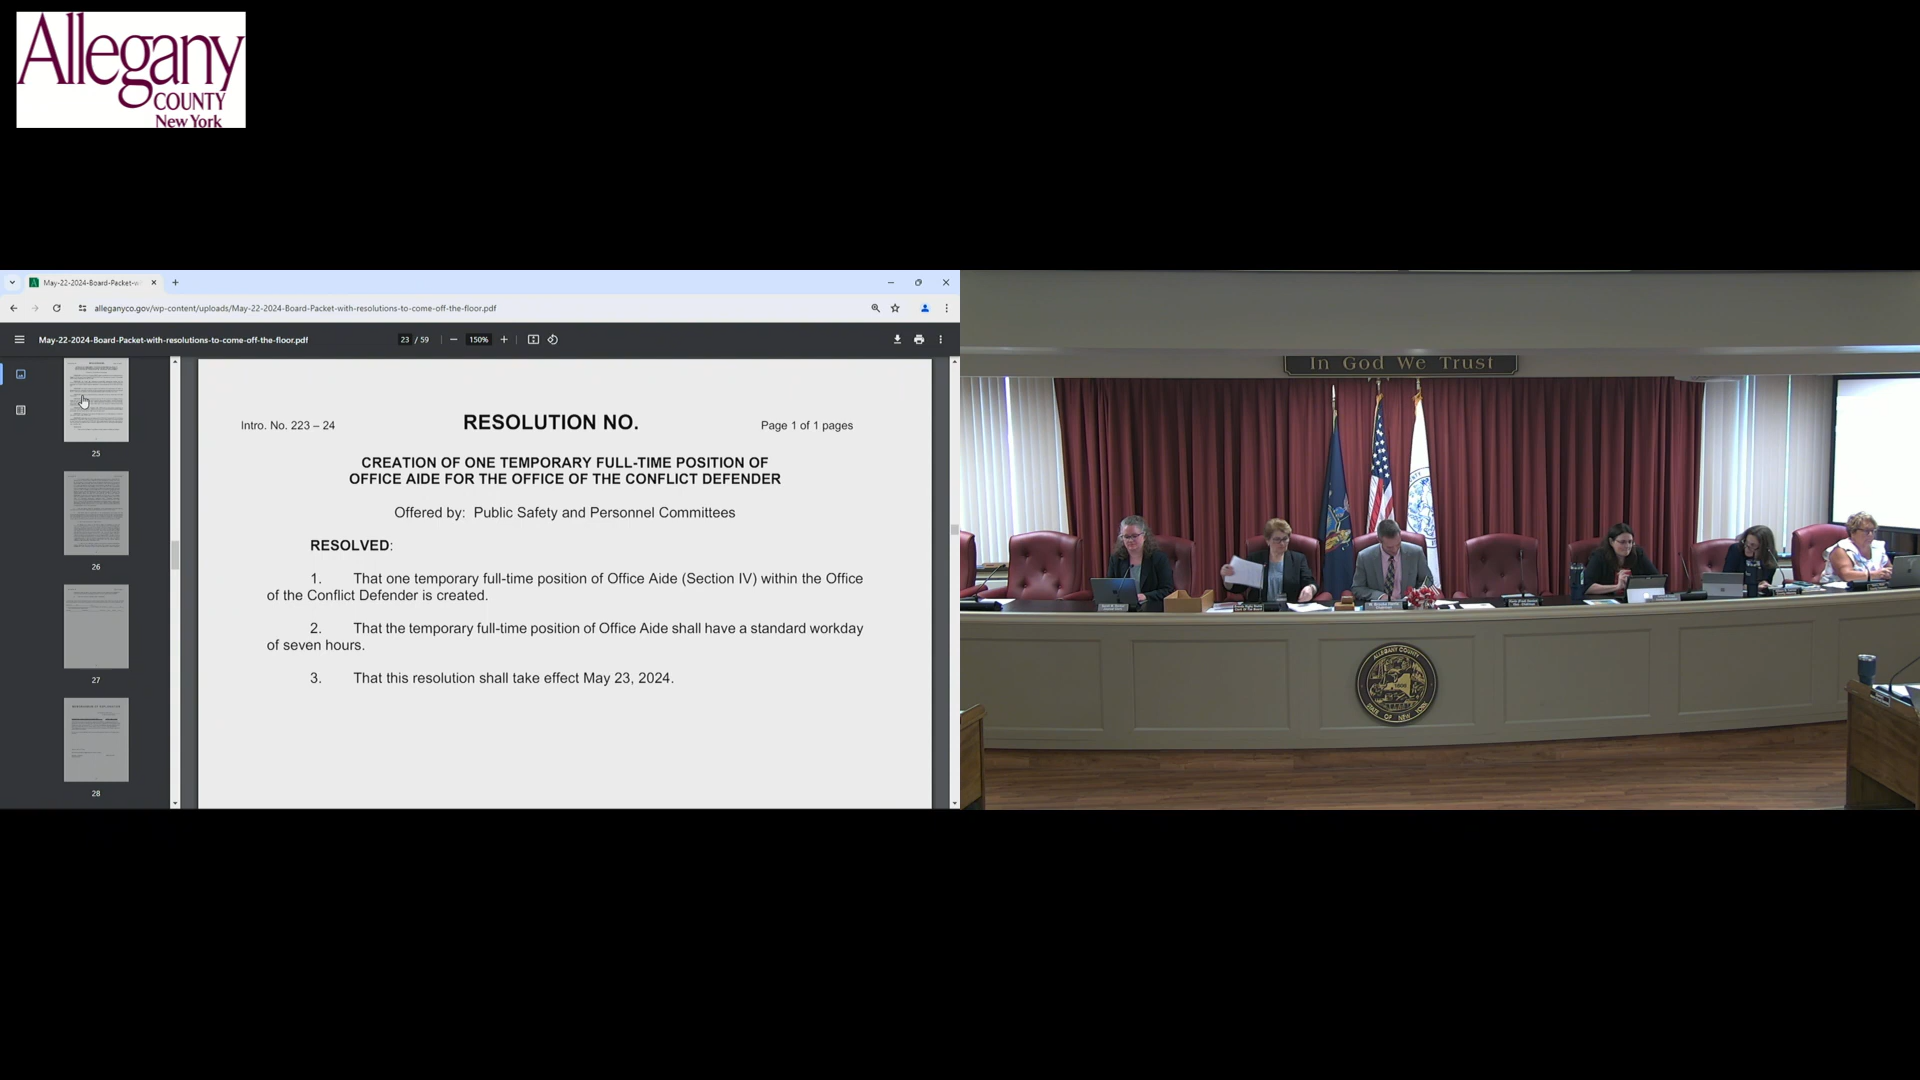 Allegany
COUNTY
New York
May-22-2024-Board-Packet-w
alleganyco.gov/wp-content/uploads/May-22-2024-Board-Packet-with-resolutions-to-come-off-the-floor.pdf
May-22-2024-Board-Packet-with-resolutions-to-come-off-the-floor.pdf
23 / 59
150%
25
26
27
28
Intro. No. 223 – 24
RESOLUTION NO.
Page 1 of 1 pages
CREATION OF ONE TEMPORARY FULL-TIME POSITION OF
OFFICE AIDE FOR THE OFFICE OF THE CONFLICT DEFENDER
Offered by: Public Safety and Personnel Committees
RESOLVED:
1. That one temporary full-time position of Office Aide (Section IV) within the Office
of the Conflict Defender is created.
2. That the temporary full-time position of Office Aide shall have a standard workday
of seven hours.
3. That this resolution shall take effect May 23, 2024.
In God We Trust
ALLEGANY COUNTY
STATE OF NEW YORK